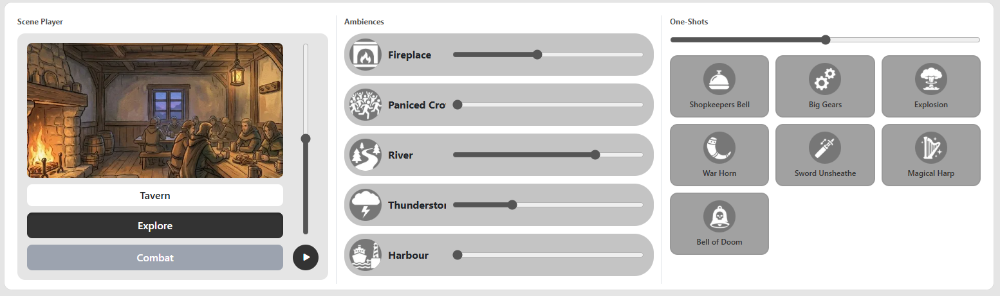 Scene Player
Tavern
Explore
Combat
Ambiences
Fireplace
Paniced Cro
River
Thunderstor
Harbour
One-Shots
Shopkeepers Bell
Big Gears
Explosion
War Horn
Sword Unsheathe
Magical Harp
Bell of Doom